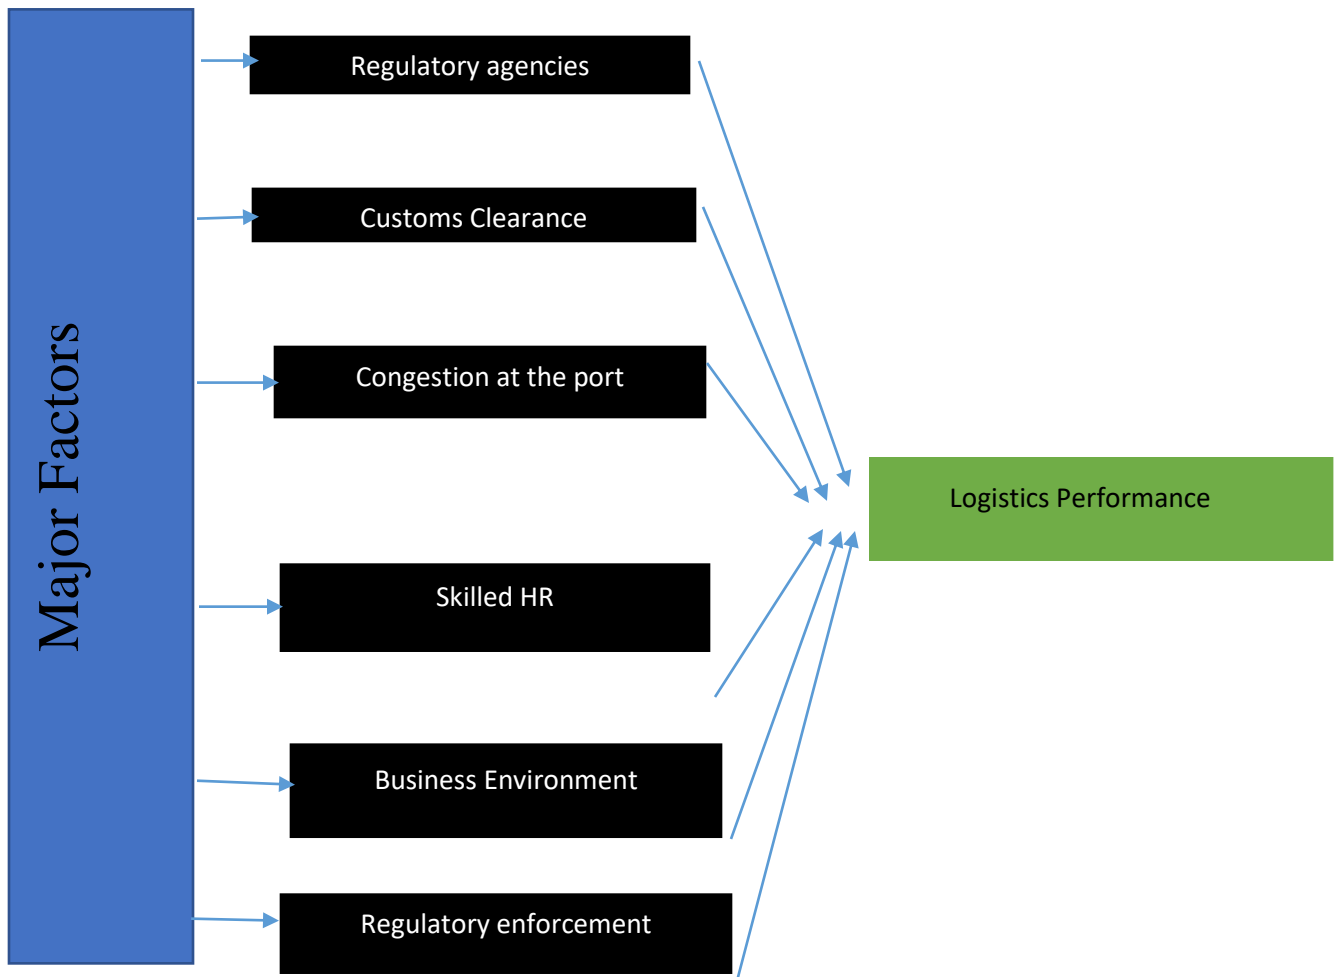 Major Factors
Regulatory agencies
Customs Clearance
Congestion at the port
Skilled HR
Business Environment
Regulatory enforcement
Logistics Performance